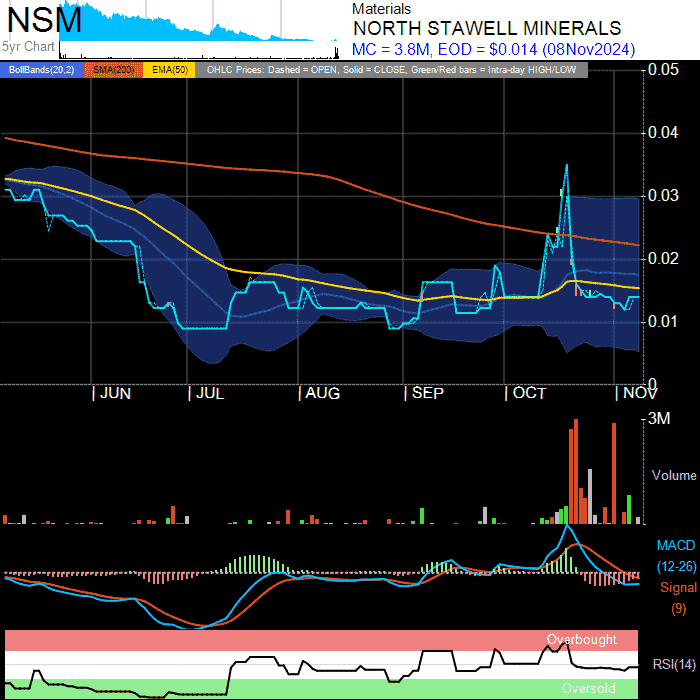 NSM
5yr Chart
Materials
NORTH STAWELL MINERALS
MC = 3.8M, EOD = $0.014 (08Nov2024)
BollBands(20,2) SMA(200) EMA(50) OHLC Prices: Dashed = OPEN, Solid = CLOSE, Green/Red bars = Intra-day HIGH/LOW
0.05
0.04
0.03
0.02
0.01
0
JUN JUL AUG SEP OCT NOV
3M
Volume
MACD
(12-26)
Signal
(9)
Overbought
RSI(14)
Oversold